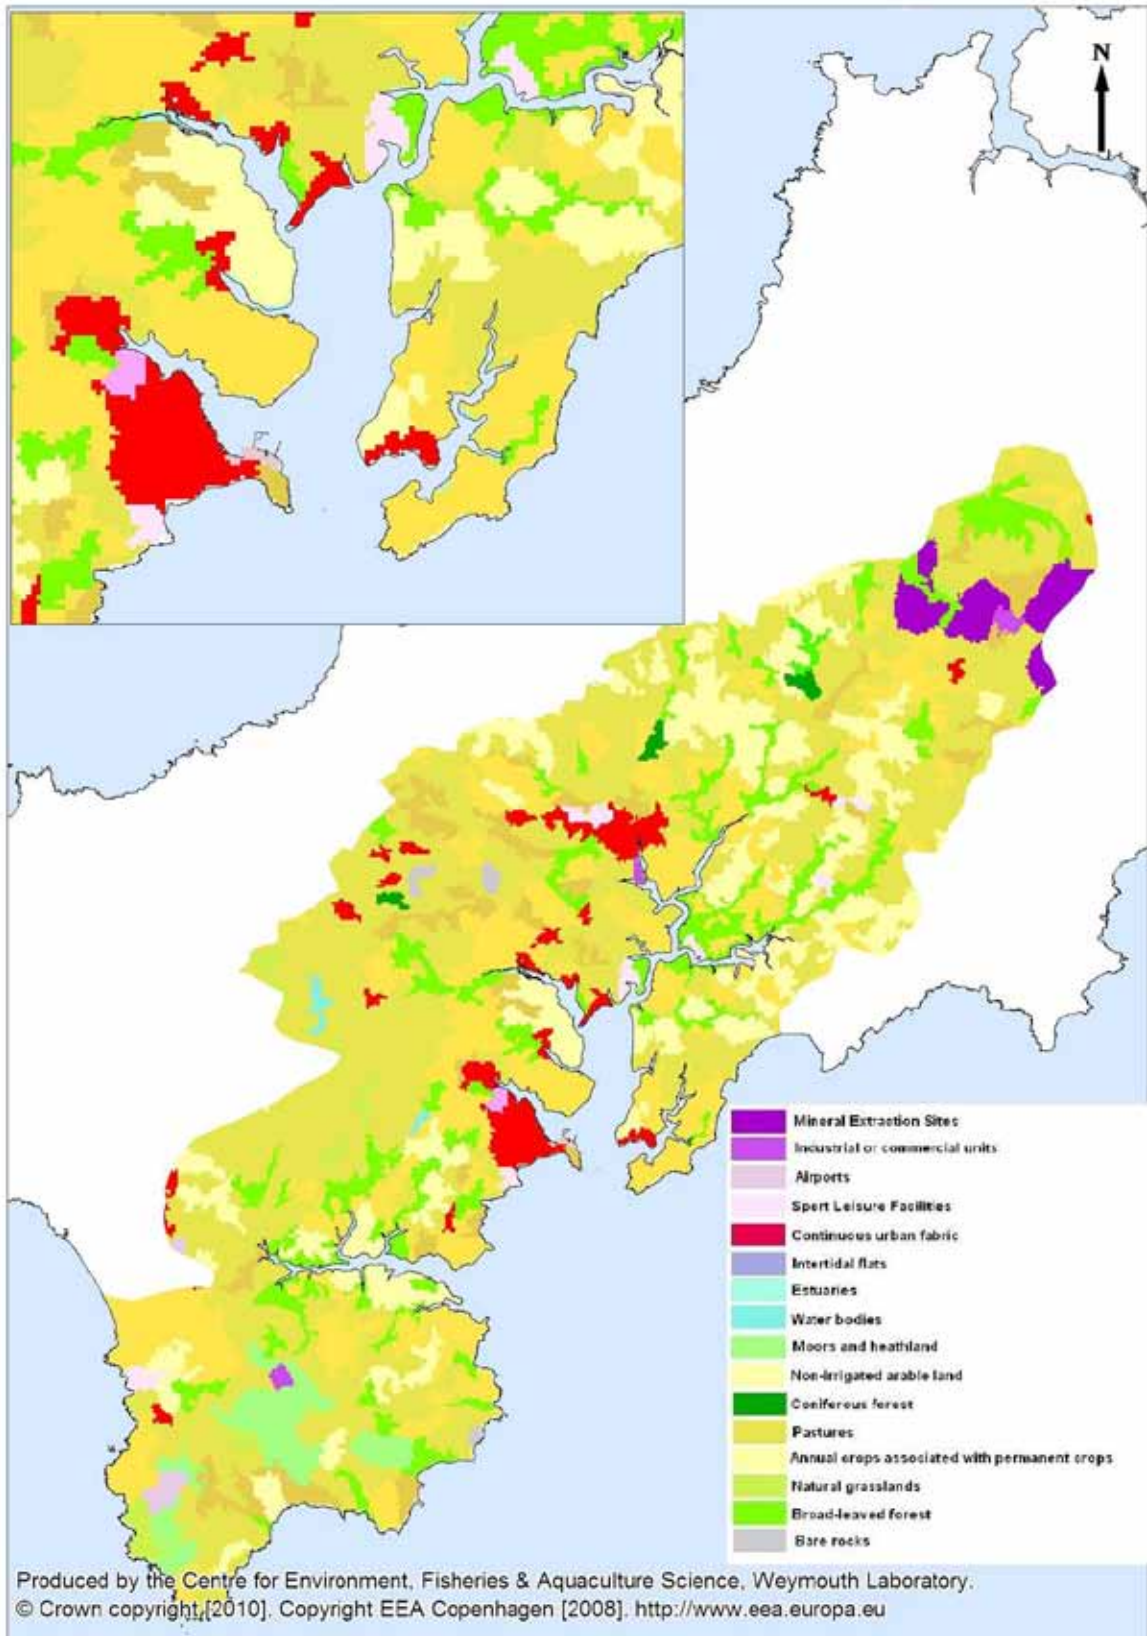 N
Mineral Extraction Sites
Industrial or commercial units
Airports
Sport Leisure Facilities
Continuous urban fabric
Intertidal flats
Estuaries
Water bodies
Moors and heathland
Non-irrigated arable land
Coniferous forest
Pastures
Annual crops associated with permanent crops
Natural grasslands
Broad-leaved forest
Bare rocks
Produced by the Centre for Environment, Fisheries & Aquaculture Science, Weymouth Laboratory.
© Crown copyright [2010]. Copyright EEA Copenhagen [2008]. http://www.eea.europa.eu